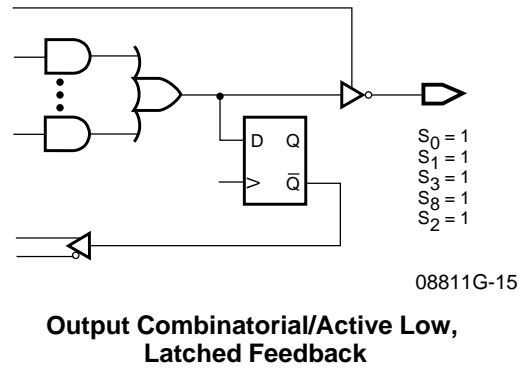 D Q
Q̅
S0 = 1
S1 = 1
S3 = 1
S8 = 1
S2 = 1
08811G-15
Output Combinatorial/Active Low,
Latched Feedback